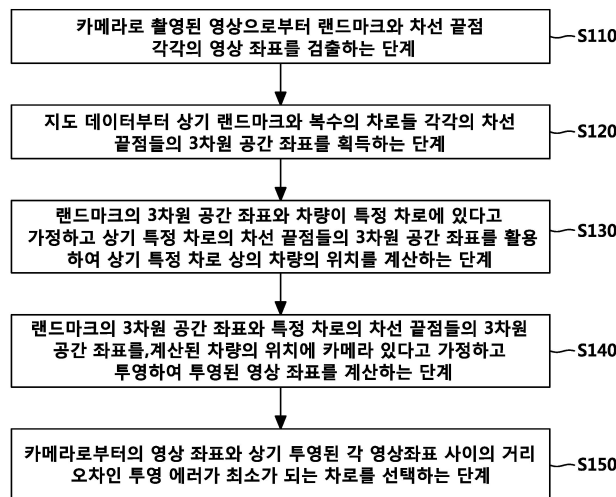 카메라로 촬영된 영상으로부터 랜드마크와 차선 끝점
각각의 영상 좌표를 검출하는 단계
S110
지도 데이터부터 상기 랜드마크와 복수의 차로들 각각의 차선
끝점들의 3차원 공간 좌표를 획득하는 단계
S120
랜드마크의 3차원 공간 좌표와 차량이 특정 차로에 있다고
가정하고 상기 특정 차로의 차선 끝점들의 3차원 공간 좌표를 활용
하여 상기 특정 차로 상의 차량의 위치를 계산하는 단계
S130
랜드마크의 3차원 공간 좌표와 특정 차로의 차선 끝점들의 3차원
공간 좌표를,계산된 차량의 위치에 카메라 있다고 가정하고
투영하여 투영된 영상 좌표를 계산하는 단계
S140
카메라로부터의 영상 좌표와 상기 투영된 각 영상좌표 사이의 거리
오차인 투영 에러가 최소가 되는 차로를 선택하는 단계
S150